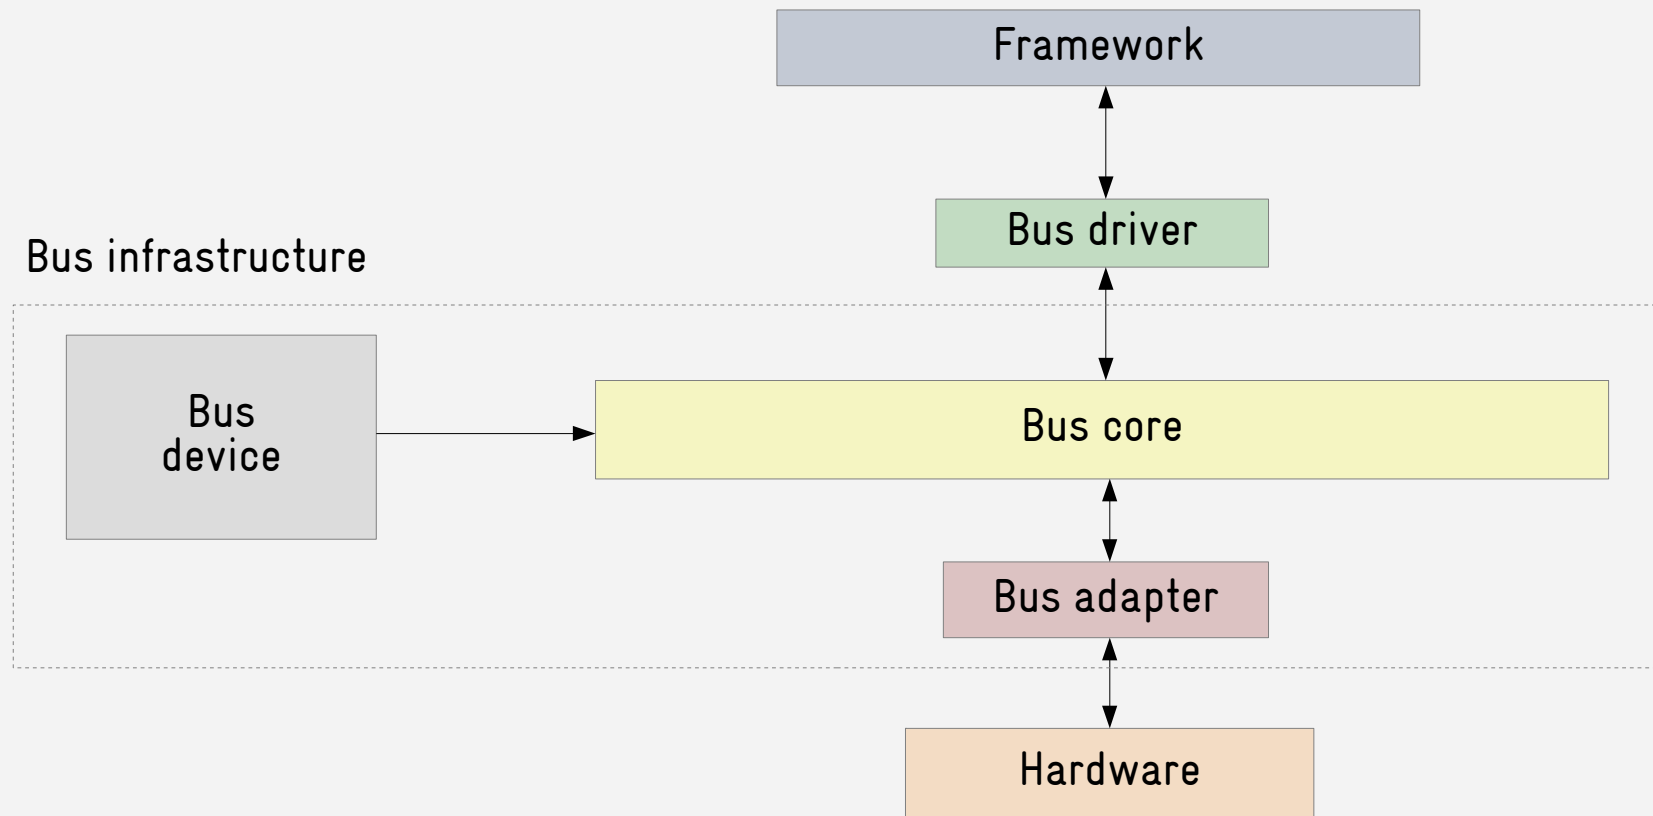 Framework
Bus driver
Bus infrastructure
Bus
device
Bus core
Bus adapter
Hardware